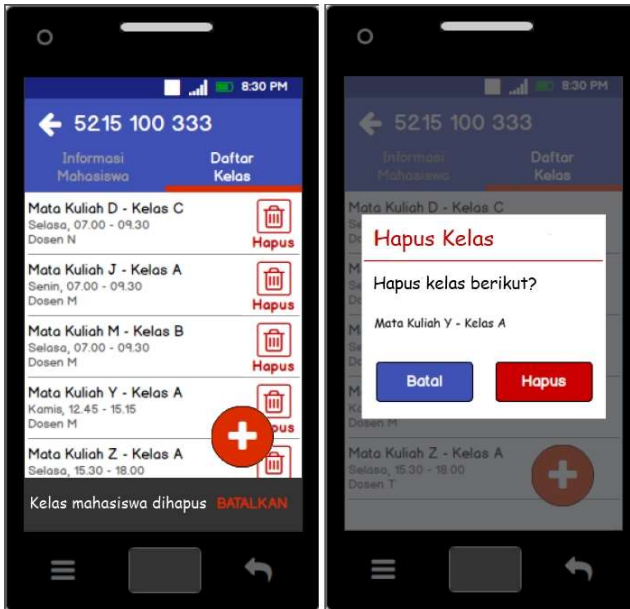 8:30 PM
5215 100 333
Informasi
Mahasiswa
Daftar
Kelas
Mata Kuliah D - Kelas C
Selasa, 07.00 - 09.30
Dosen N
Hapus
Mata Kuliah J - Kelas A
Senin, 07.00 - 09.30
Dosen M
Hapus
Mata Kuliah M - Kelas B
Selasa, 07.00 - 09.30
Dosen M
Hapus
Mata Kuliah Y - Kelas A
Kamis, 12.45 - 15.15
Dosen M
Mata Kuliah Z - Kelas A
Selasa, 15.30 - 18.00
Kelas mahasiswa dihapus BATALKAN
8:30 PM
5215 100 333
Informasi
Mahasiswa
Daftar
Kelas
Mata Kuliah D - Kelas C
Hapus Kelas
Hapus kelas berikut?
Mata Kuliah Y - Kelas A
Batal
Hapus
Dosen M
Mata Kuliah Z - Kelas A
Selasa, 15.30 - 18.00
Dosen T